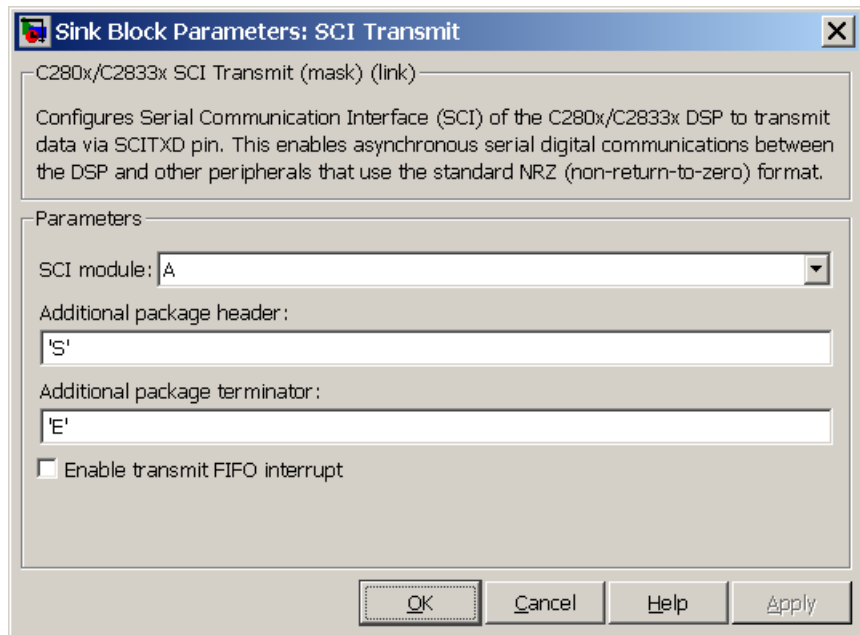 Sink Block Parameters: SCI Transmit
C280x/C2833x SCI Transmit (mask) (link)
Configures Serial Communication Interface (SCI) of the C280x/C2833x DSP to transmit
data via SCITXD pin. This enables asynchronous serial digital communications between
the DSP and other peripherals that use the standard NRZ (non-return-to-zero) format.
Parameters
SCI module: A
Additional package header:
'S'
Additional package terminator:
'E'
Enable transmit FIFO interrupt
OK Cancel Help Apply